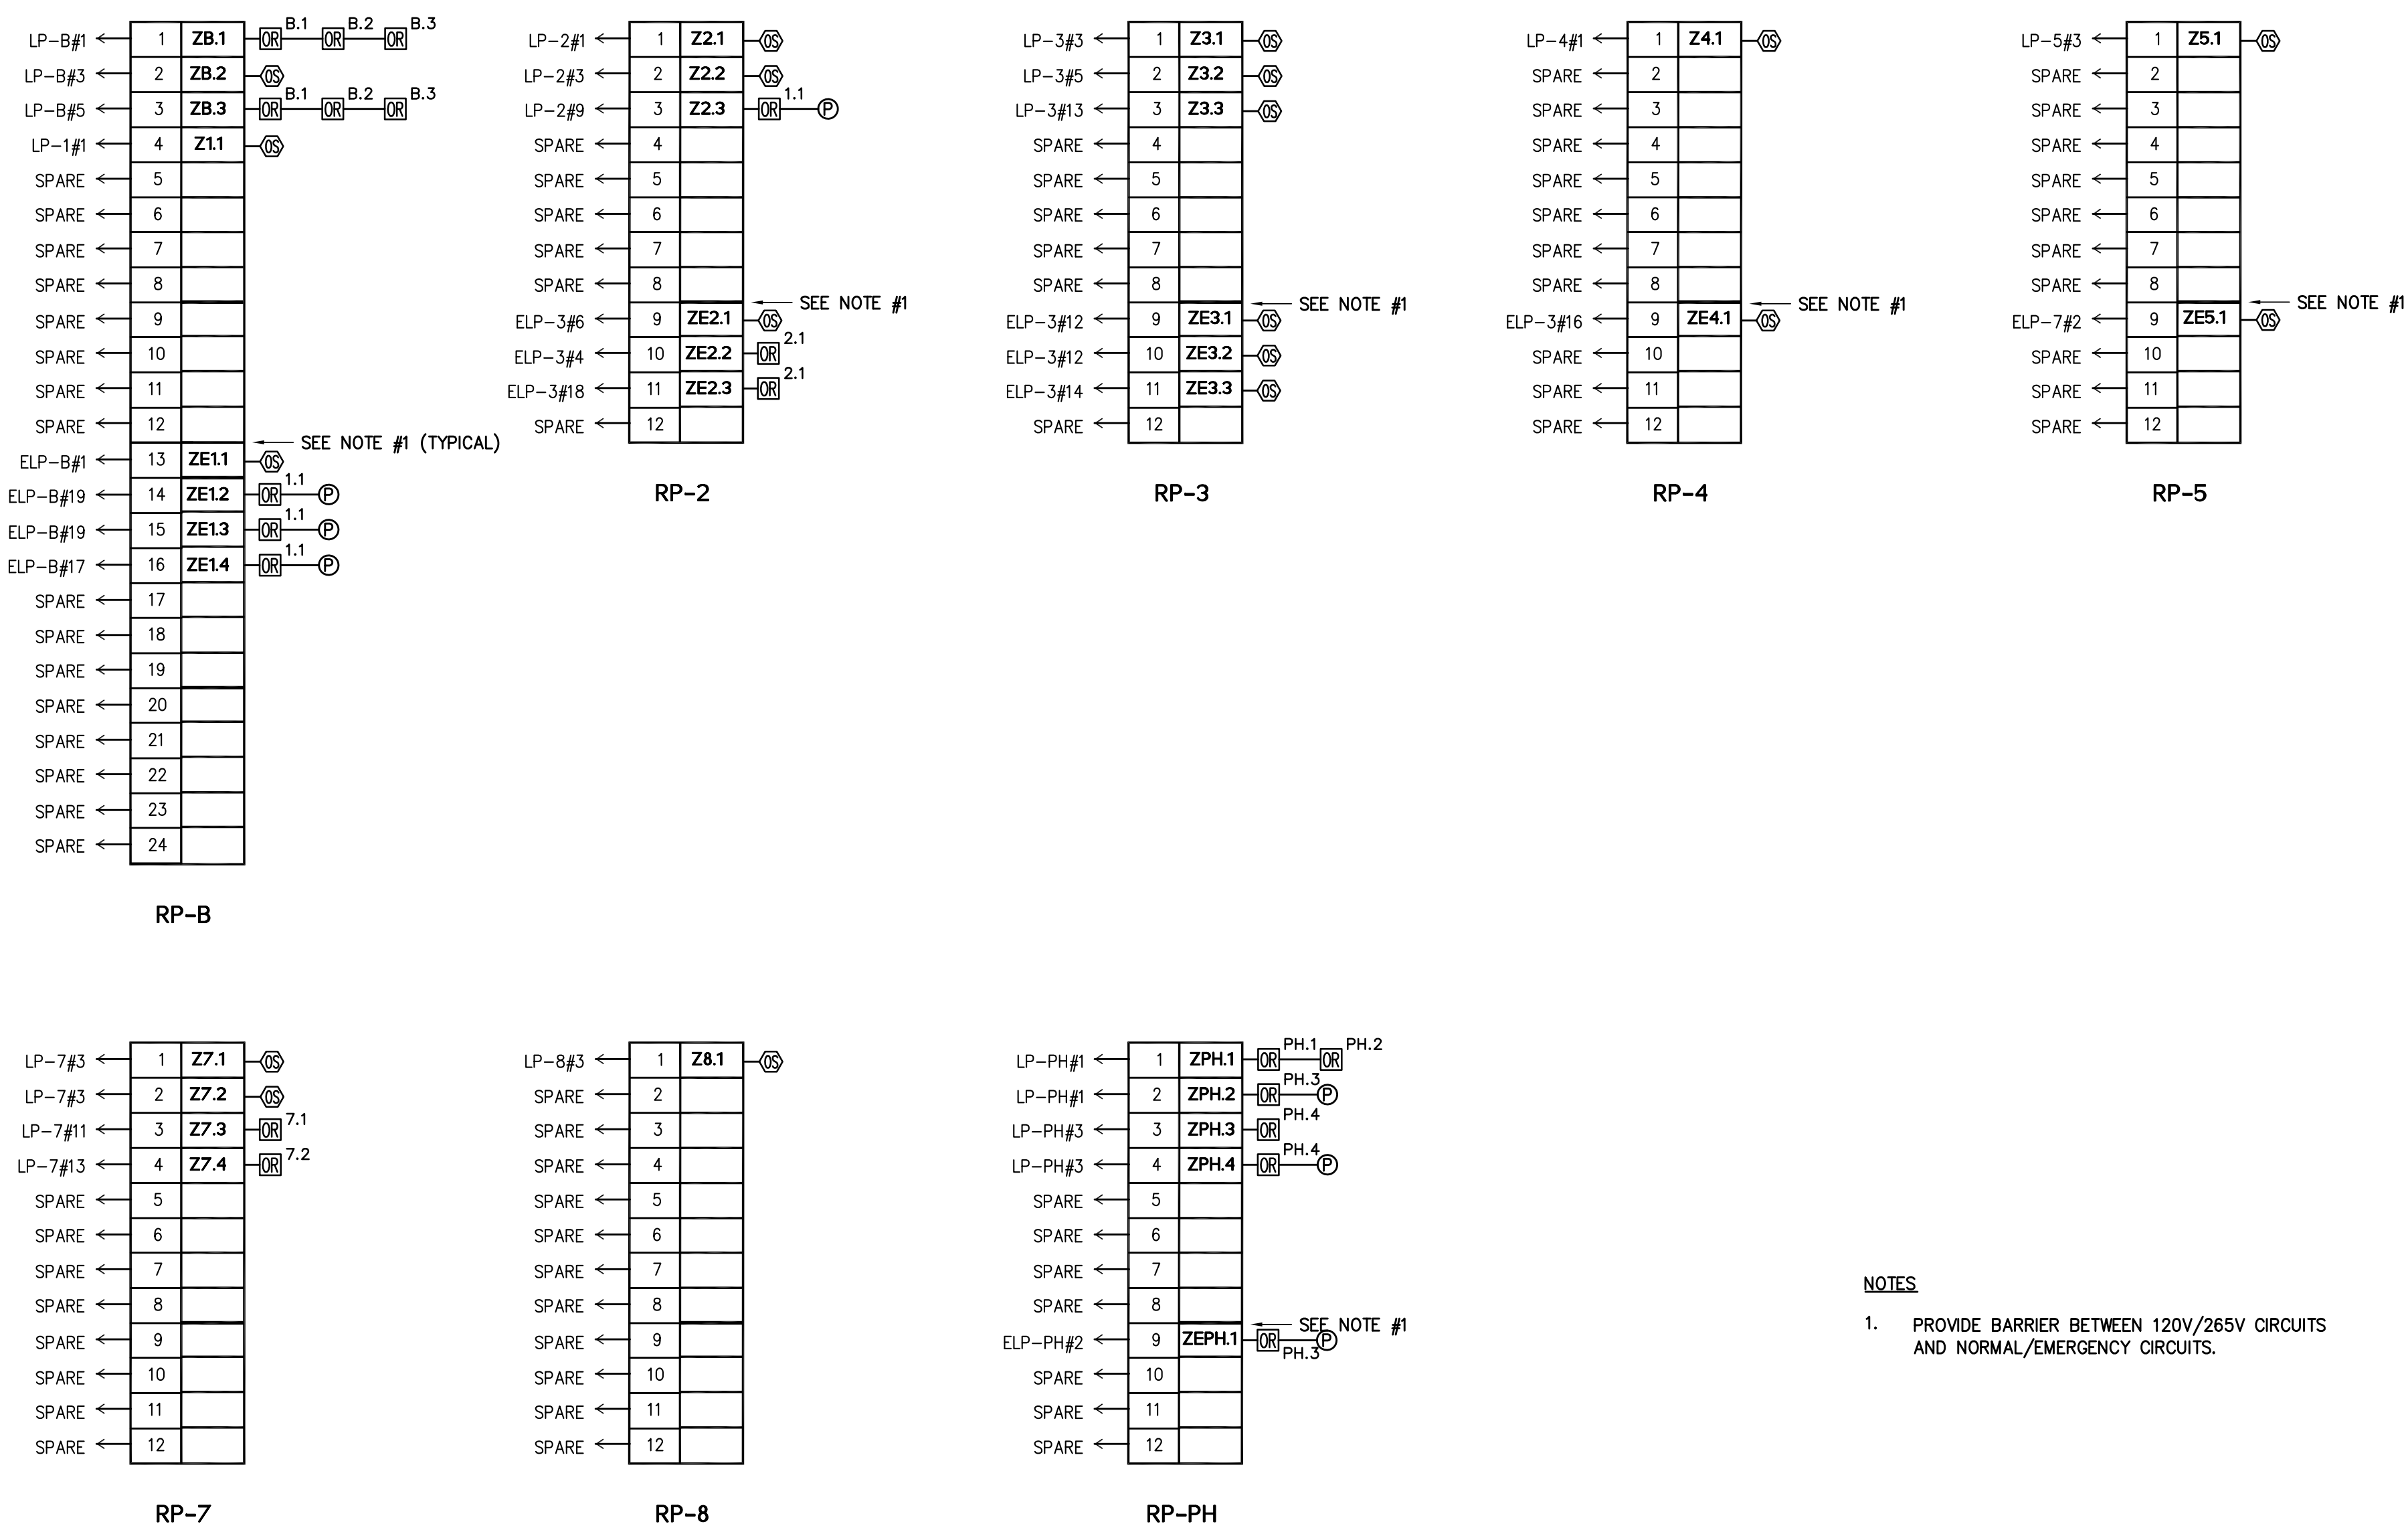 LP-B#1 1 ZB.1 OR B.1 OR B.2 OR B.3
LP-B#3 2 ZB.2 OS
LP-B#5 3 ZB.3 OR B.1 OR B.2 OR B.3
LP-1#1 4 Z1.1 OS
SPARE 5
SPARE 6
SPARE 7
SPARE 8
SPARE 9
SPARE 10
SPARE 11
SPARE 12
SEE NOTE #1 (TYPICAL)
ELP-B#1 13 ZE1.1 OS
ELP-B#19 14 ZE1.2 OR 1.1 P
ELP-B#19 15 ZE1.3 OR 1.1 P
ELP-B#17 16 ZE1.4 OR 1.1 P
SPARE 17
SPARE 18
SPARE 19
SPARE 20
SPARE 21
SPARE 22
SPARE 23
SPARE 24
RP-B
LP-2#1 1 Z2.1 OS
LP-2#3 2 Z2.2 OS
LP-2#9 3 Z2.3 OR 1.1 P
SPARE 4
SPARE 5
SPARE 6
SPARE 7
SPARE 8
SEE NOTE #1
ELP-3#6 9 ZE2.1 OS
ELP-3#4 10 ZE2.2 OR 2.1
ELP-3#18 11 ZE2.3 OR 2.1
SPARE 12
RP-2
LP-3#3 1 Z3.1 OS
LP-3#5 2 Z3.2 OS
LP-3#13 3 Z3.3 OS
SPARE 4
SPARE 5
SPARE 6
SPARE 7
SPARE 8
SEE NOTE #1
ELP-3#12 9 ZE3.1 OS
ELP-3#12 10 ZE3.2 OS
ELP-3#14 11 ZE3.3 OS
SPARE 12
RP-3
LP-4#1 1 Z4.1 OS
SPARE 2
SPARE 3
SPARE 4
SPARE 5
SPARE 6
SPARE 7
SPARE 8
SEE NOTE #1
ELP-3#16 9 ZE4.1 OS
SPARE 10
SPARE 11
SPARE 12
RP-4
LP-5#3 1 Z5.1 OS
SPARE 2
SPARE 3
SPARE 4
SPARE 5
SPARE 6
SPARE 7
SPARE 8
SEE NOTE #1
ELP-7#2 9 ZE5.1 OS
SPARE 10
SPARE 11
SPARE 12
RP-5
LP-7#3 1 Z7.1 OS
LP-7#3 2 Z7.2 OS
LP-7#11 3 Z7.3 OR 7.1
LP-7#13 4 Z7.4 OR 7.2
SPARE 5
SPARE 6
SPARE 7
SPARE 8
SPARE 9
SPARE 10
SPARE 11
SPARE 12
RP-7
LP-8#3 1 Z8.1 OS
SPARE 2
SPARE 3
SPARE 4
SPARE 5
SPARE 6
SPARE 7
SPARE 8
SPARE 9
SPARE 10
SPARE 11
SPARE 12
RP-8
LP-PH#1 1 ZPH.1 OR PH.1 OR PH.2
LP-PH#1 2 ZPH.2 OR PH.3 P
LP-PH#3 3 ZPH.3 OR PH.4
LP-PH#3 4 ZPH.4 OR PH.4 P
SPARE 5
SPARE 6
SPARE 7
SPARE 8
SEE NOTE #1
ELP-PH#2 9 ZEPH.1 OR PH.3 P
SPARE 10
SPARE 11
SPARE 12
RP-PH
NOTES
1. PROVIDE BARRIER BETWEEN 120V/265V CIRCUITS
AND NORMAL/EMERGENCY CIRCUITS.